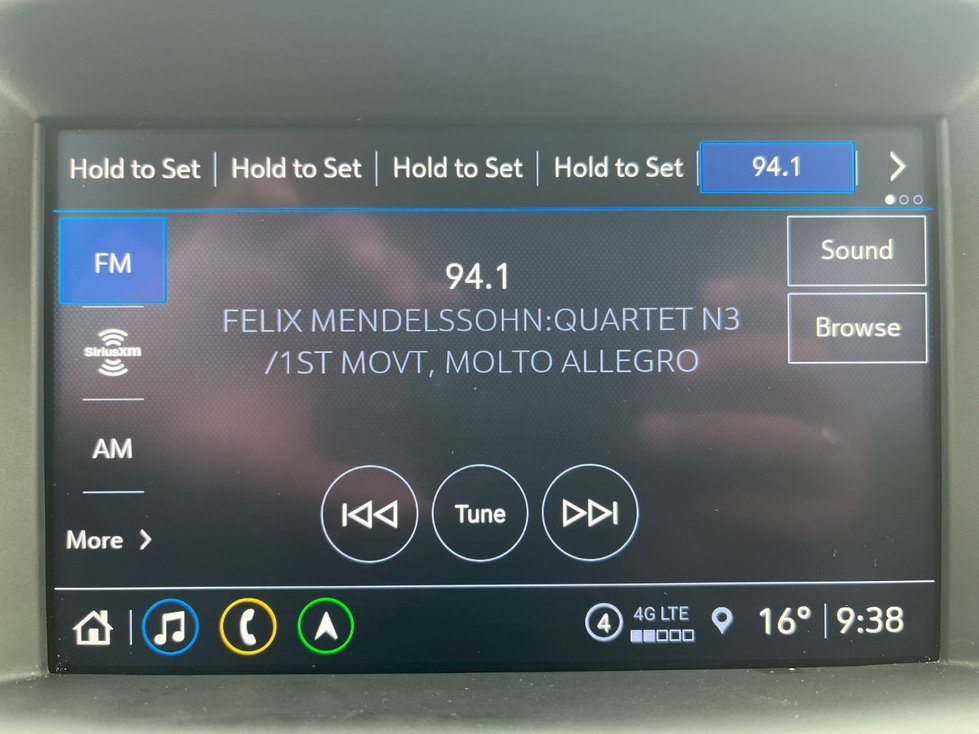 Hold to Set Hold to Set Hold to Set Hold to Set 94.1
FM
94.1
Sound
FELIX MENDELSSOHN:QUARTET N3
/1ST MOVT, MOLTO ALLEGRO
Browse
SiriusXM
AM
Tune
More
4 4G LTE 16° 9:38